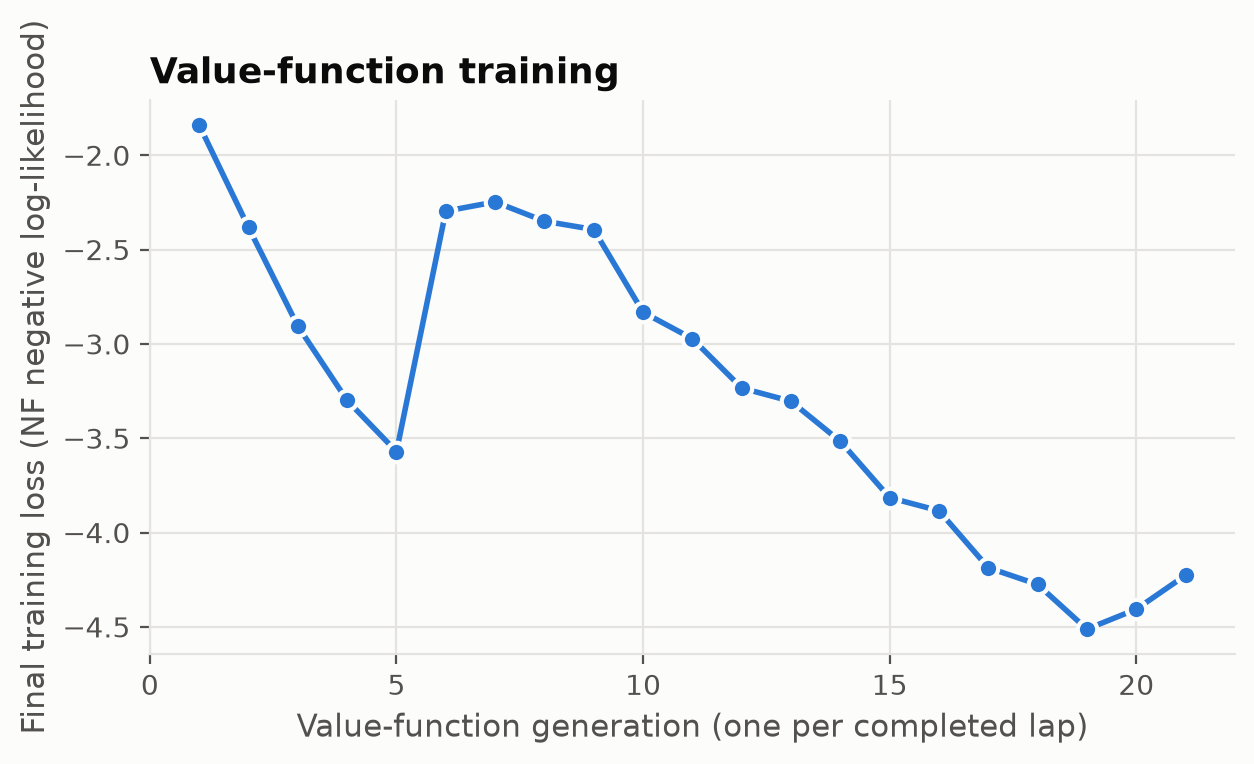 Value-function training
Final training loss (NF negative log-likelihood)
−2.0
−2.5
−3.0
−3.5
−4.0
−4.5
0 5 10 15 20
Value-function generation (one per completed lap)